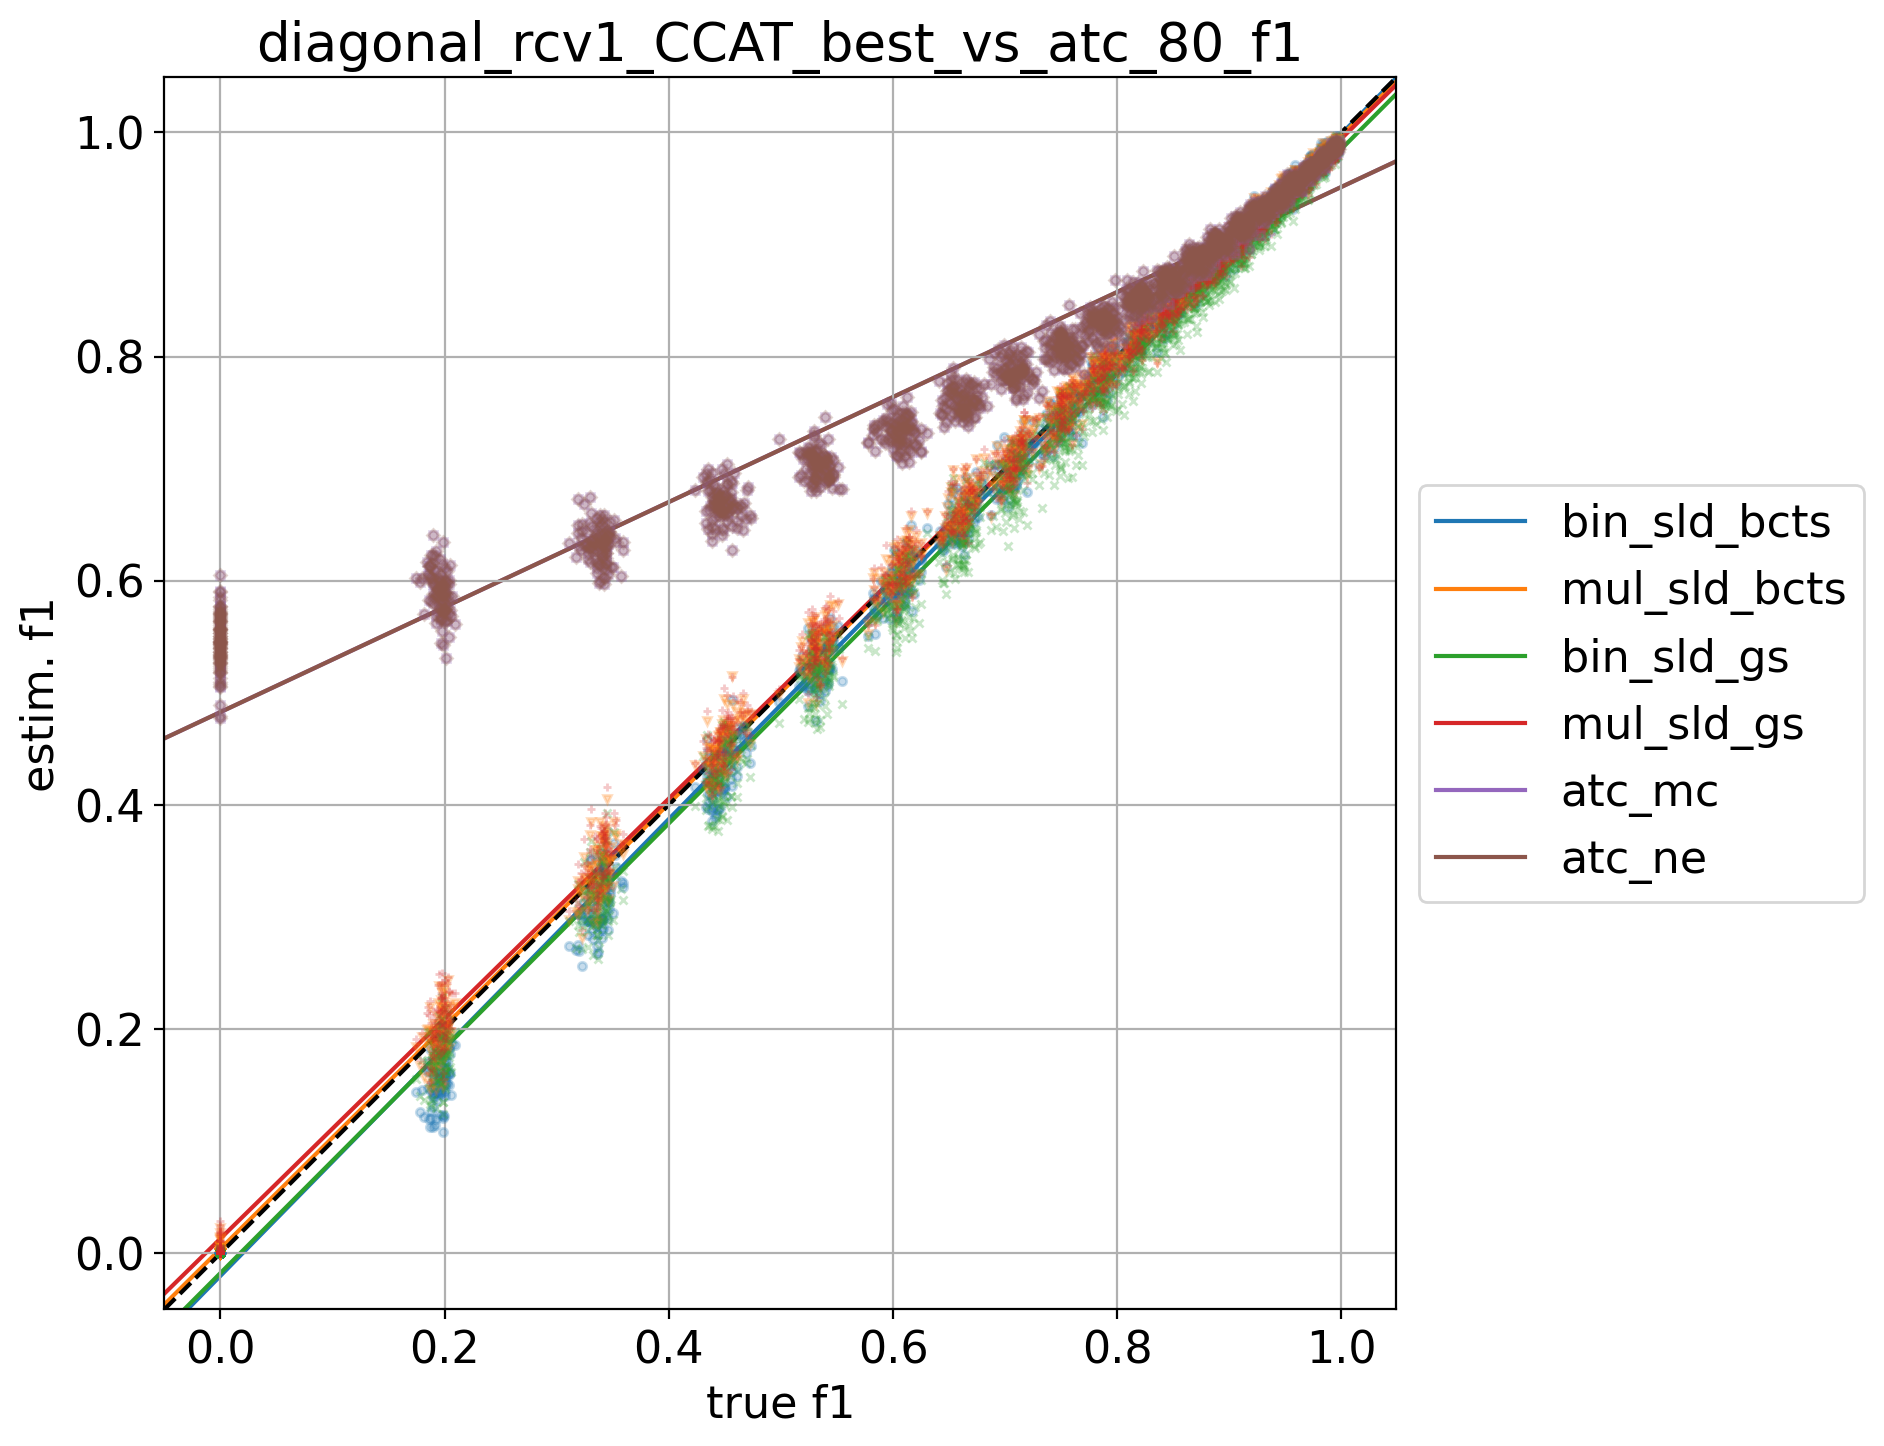 diagonal_rcv1_CCAT_best_vs_atc_80_f1
1.0
0.8
0.6
0.4
0.2
0.0
estim. f1
0.0 0.2 0.4 0.6 0.8 1.0
true f1
bin_sld_bcts
mul_sld_bcts
bin_sld_gs
mul_sld_gs
atc_mc
atc_ne